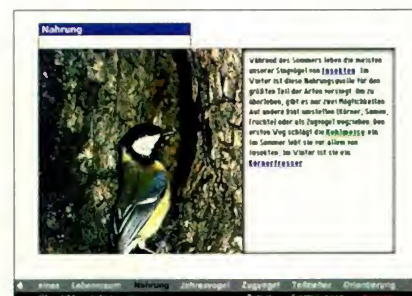 Nahrung
Während des Sommers leben die meisten
unserer Singvögel von Insekten. Im
Winter ist diese Nahrungsquelle für den
größten Teil der Arten versiegt. Um zu
überleben, gibt es nur zwei Möglichkeiten
Auf andere Kost umstellen (Körner, Samen,
Früchte) oder als Zugvogel wegziehen. Den
ersten Weg schlägt die Kohlmeise ein
Im Sommer lebt sie vor allem von
Insekten. Im Winter ist sie ein
Körnerfresser
Lebensraum Nahrung Jahresvogel Zugvogel Teilzieher Orientierung